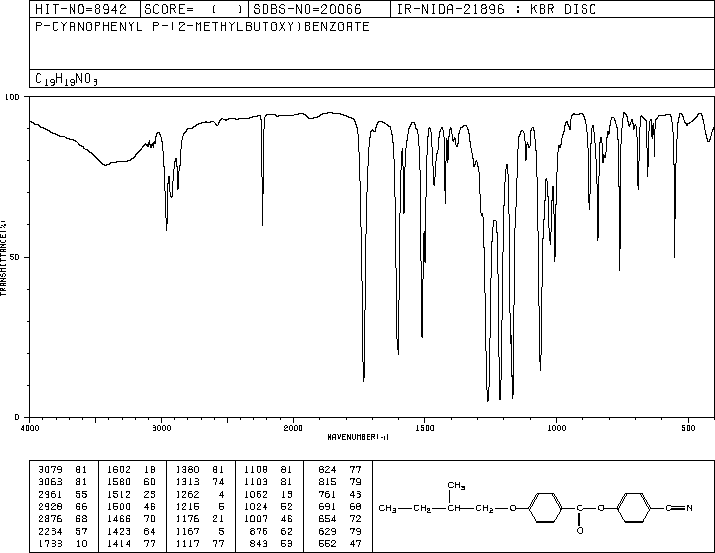 HIT-NO=8942 SCORE= ( ) SDBS-NO=20066 IR-NIDA-21896 : KBR DISC
P-CYANOPHENYL P-(2-METHYLBUTOXY)BENZOATE
C19H19NO3
100
50
0
TRANSMITTANCE(%)
4000 3000 2000 1500 1000 500
WAVENUMBER(-1)
3079 81 1602 18 1380 81 1108 81 824 77
3063 81 1580 60 1313 74 1103 81 815 79
2961 55 1512 23 1262 4 1062 13 761 43
2928 66 1500 46 1215 5 1024 52 691 68
2876 68 1466 70 1176 21 1007 46 654 72
2234 57 1423 64 1167 5 876 62 629 79
1733 10 1414 77 1117 77 843 53 552 47
CH3
CH3 CH2 CH CH2 O C O C N
O